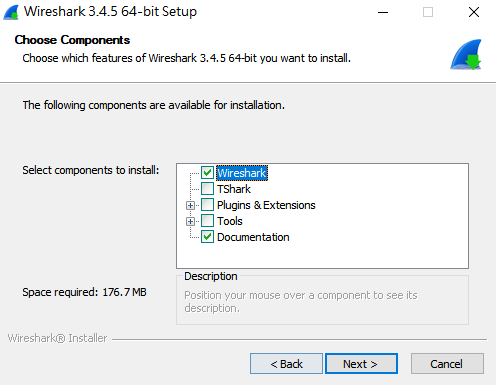 Wireshark 3.4.5 64-bit Setup
Choose Components
Choose which features of Wireshark 3.4.5 64-bit you want to install.
The following components are available for installation.
Select components to install:
Wireshark
TShark
Plugins & Extensions
Tools
Documentation
Space required: 176.7 MB
Description
Position your mouse over a component to see its
description.
Wireshark® Installer
< Back
Next >
Cancel